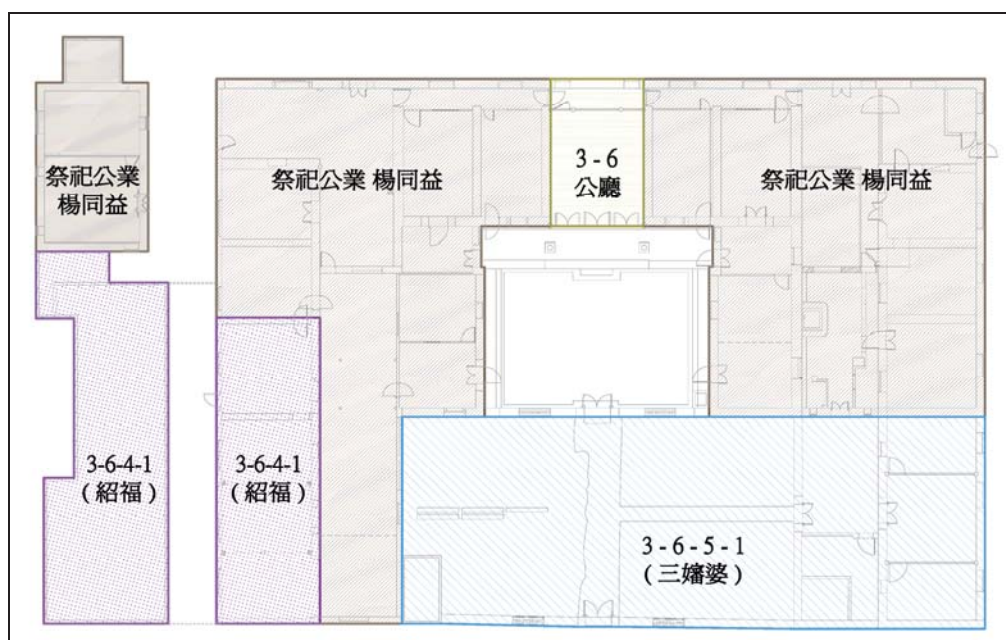 祭祀公業
楊同益
祭祀公業 楊同益
3 - 6
公廳
祭祀公業 楊同益
3-6-4-1
（紹福）
3-6-4-1
（紹福）
3 - 6 - 5 - 1
（三嬸婆）